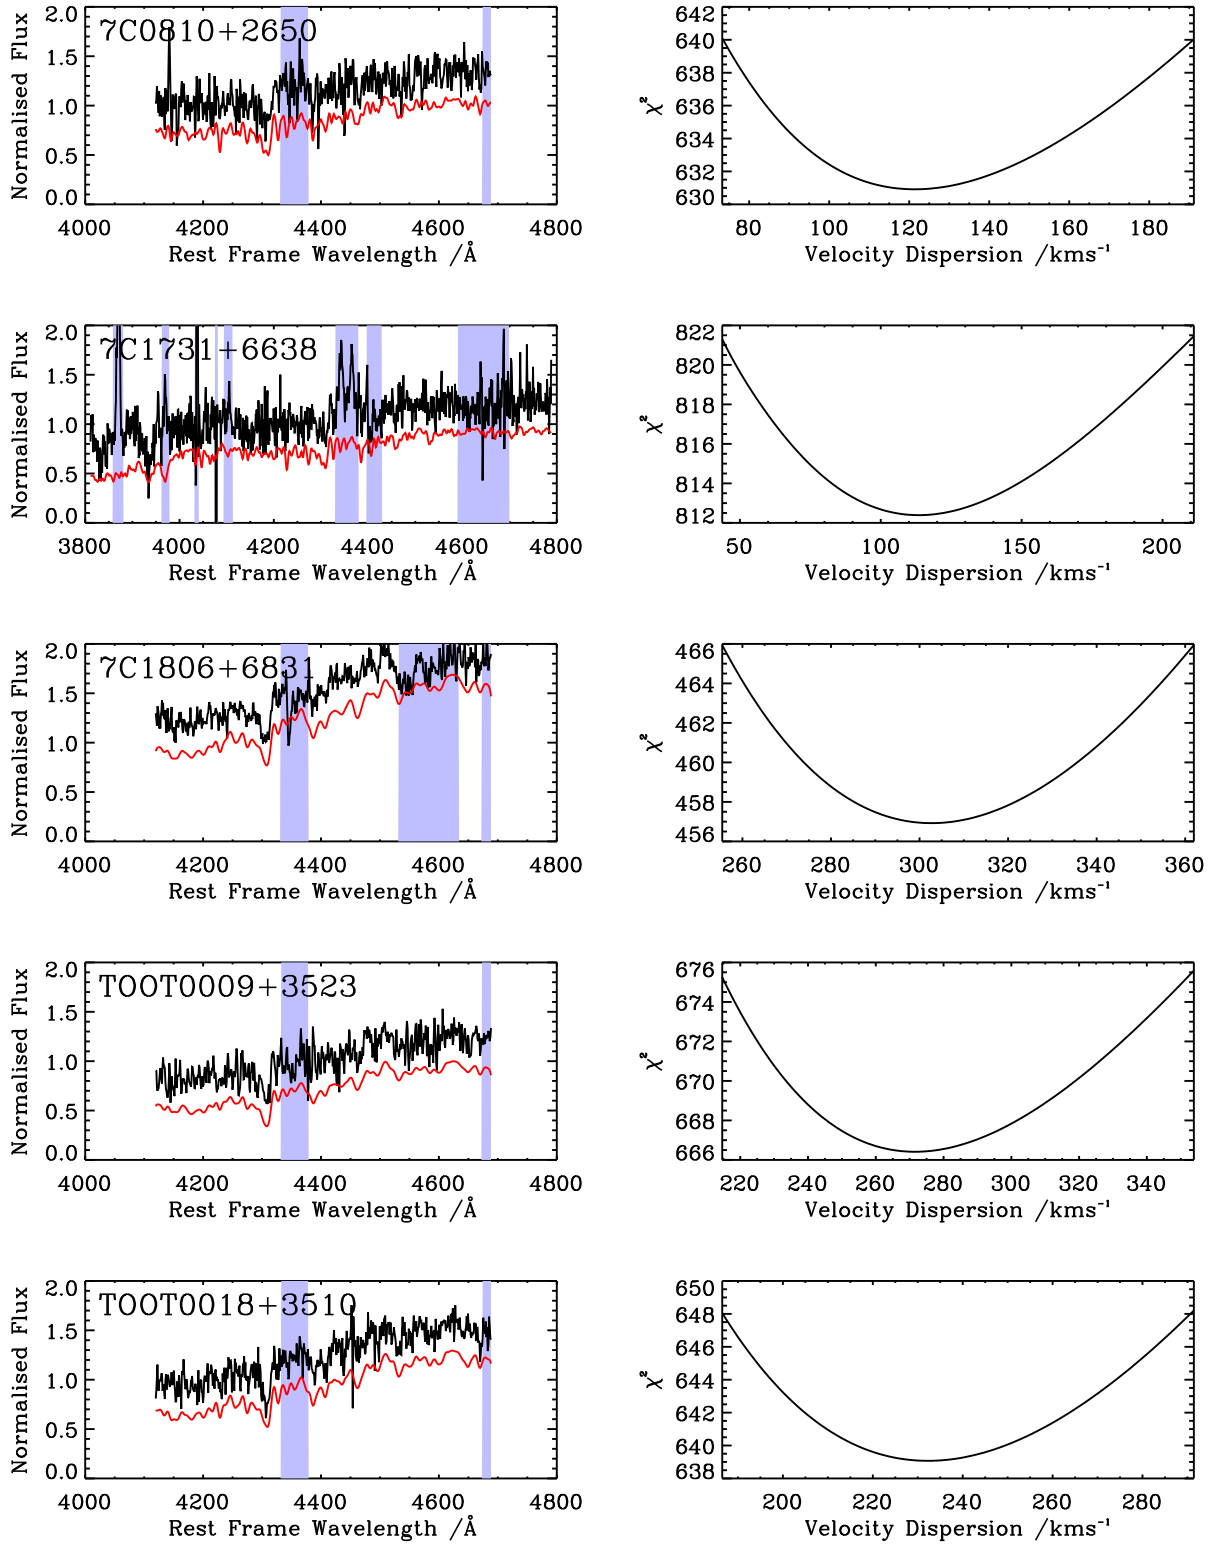 7C0810+2650
Normalised Flux
2.0
1.5
1.0
0.5
0.0
4000 4200 4400 4600 4800
Rest Frame Wavelength /Å
χ²
642
640
638
636
634
632
630
80 100 120 140 160 180
Velocity Dispersion /kms⁻¹
7C1731+6638
Normalised Flux
2.0
1.5
1.0
0.5
0.0
3800 4000 4200 4400 4600 4800
Rest Frame Wavelength /Å
χ²
822
820
818
816
814
812
50 100 150 200
Velocity Dispersion /kms⁻¹
7C1806+6831
Normalised Flux
2.0
1.5
1.0
0.5
0.0
4000 4200 4400 4600 4800
Rest Frame Wavelength /Å
χ²
466
464
462
460
458
456
260 280 300 320 340 360
Velocity Dispersion /kms⁻¹
TOOT0009+3523
Normalised Flux
2.0
1.5
1.0
0.5
0.0
4000 4200 4400 4600 4800
Rest Frame Wavelength /Å
χ²
676
674
672
670
668
666
220 240 260 280 300 320 340
Velocity Dispersion /kms⁻¹
TOOT0018+3510
Normalised Flux
2.0
1.5
1.0
0.5
0.0
4000 4200 4400 4600 4800
Rest Frame Wavelength /Å
χ²
650
648
646
644
642
640
638
200 220 240 260 280
Velocity Dispersion /kms⁻¹